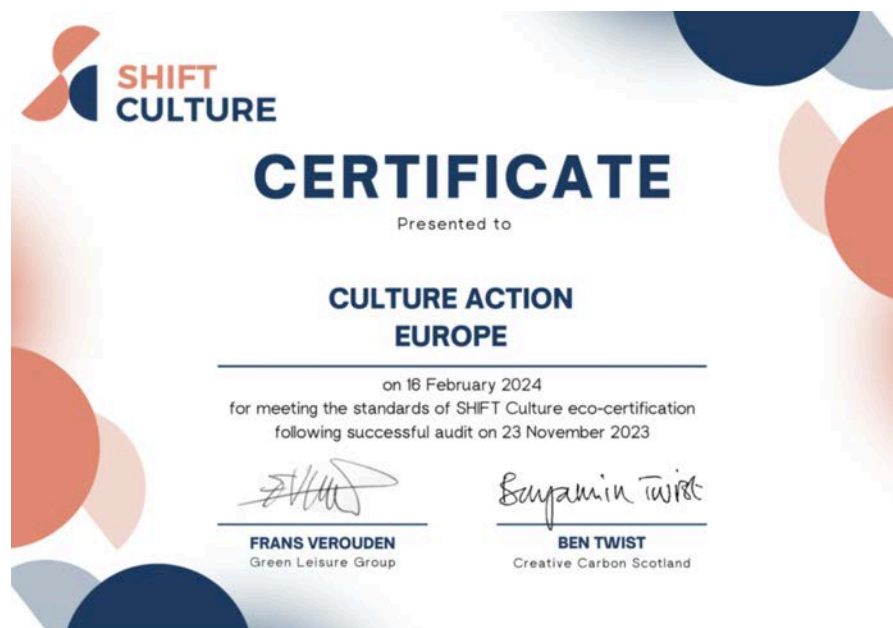 SHIFT
CULTURE
CERTIFICATE
Presented to
CULTURE ACTION
EUROPE
on 16 February 2024
for meeting the standards of SHIFT Culture eco-certification
following successful audit on 23 November 2023
Benjamin Twist
FRANS VEROUDEN
BEN TWIST
Green Leisure Group
Creative Carbon Scotland